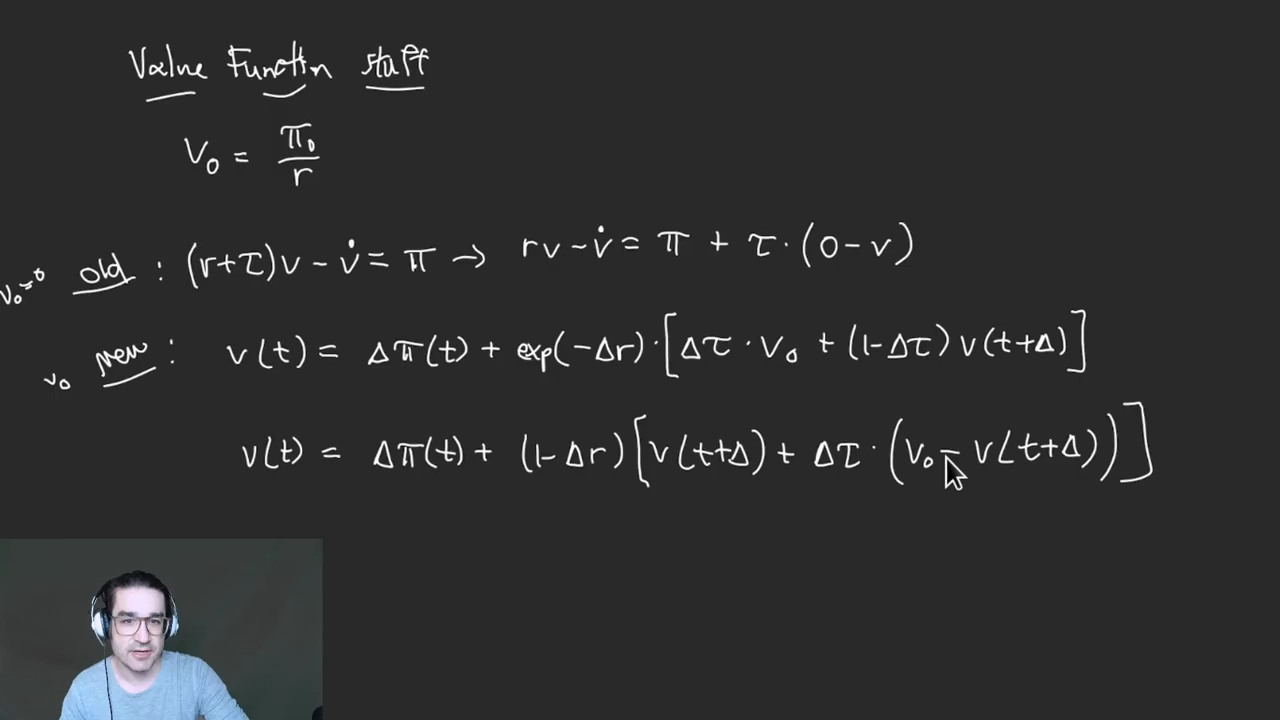 Value Function stuff
V₀ = π₀/r
v₀=0 old : (r+τ)v − v̇ = π → rv − v̇ = π + τ·(0−v)
v₀ new : v(t) = Δπ(t) + exp(−Δr)·[Δτ·V₀ + (1−Δτ)v(t+Δ)]
v(t) = Δπ(t) + (1−Δr)[v(t+Δ) + Δτ·(v₀ − v(t+Δ))]